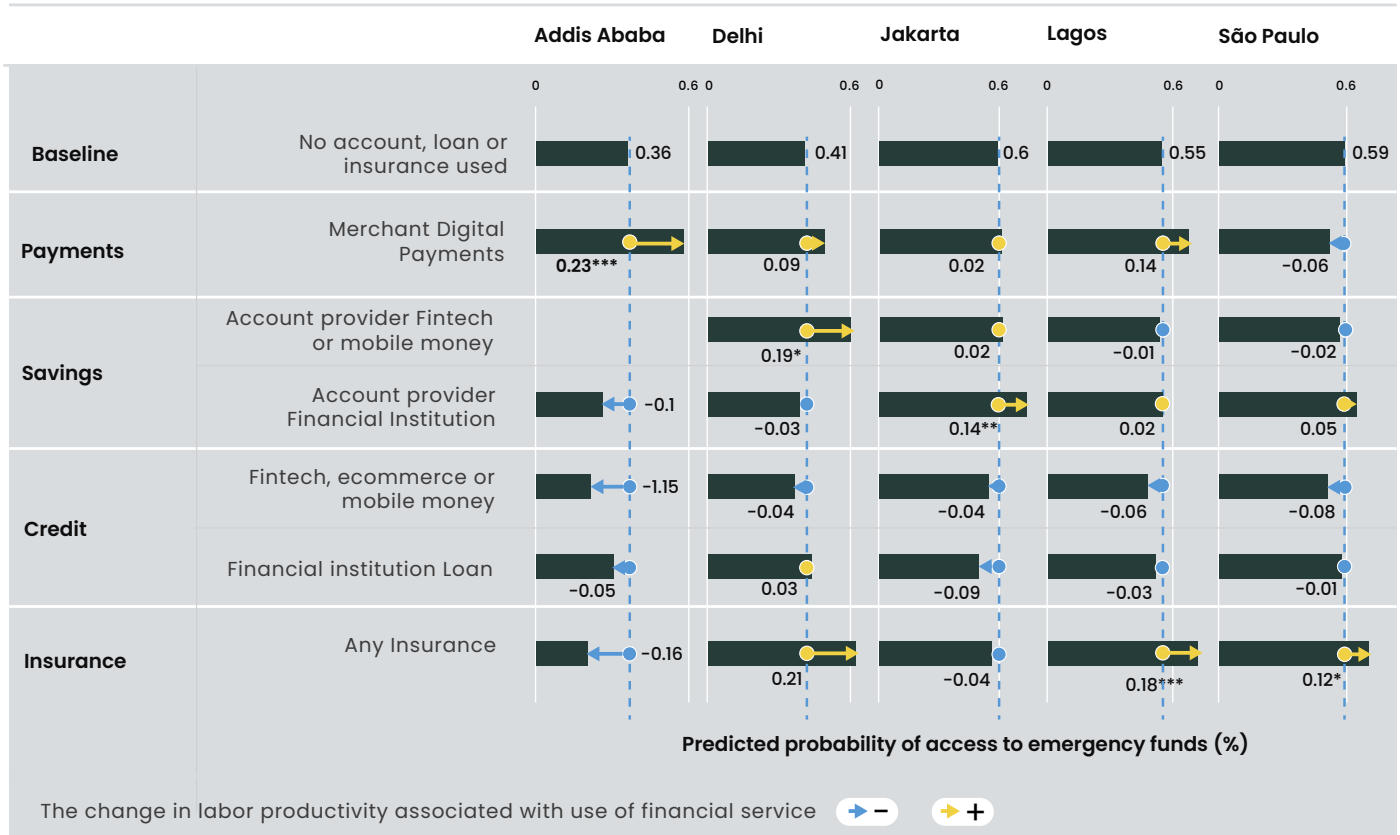 Addis Ababa Delhi Jakarta Lagos São Paulo
0 0.6 0 0.6 0 0.6 0 0.6 0 0.6
Baseline
No account, loan or
insurance used
0.36 0.41 0.6 0.55 0.59
Payments
Merchant Digital
Payments
0.23*** 0.09 0.02 0.14 -0.06
Savings
Account provider Fintech
or mobile money
0.19* 0.02 -0.01 -0.02
Account provider
Financial Institution
-0.1 -0.03 0.14** 0.02 0.05
Credit
Fintech, ecommerce or
mobile money
-1.15 -0.04 -0.04 -0.06 -0.08
Financial institution Loan
-0.05 0.03 -0.09 -0.03 -0.01
Insurance
Any Insurance
-0.16 0.21 -0.04 0.18*** 0.12*
Predicted probability of access to emergency funds (%)
The change in labor productivity associated with use of financial service - +